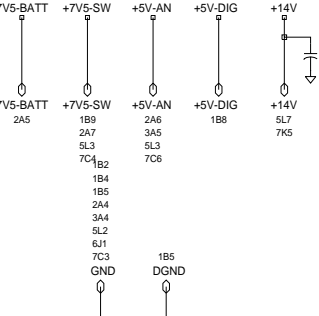 7V5-BATT +7V5-SW +5V-AN +5V-DIG +14V
7V5-BATT +7V5-SW +5V-AN +5V-DIG +14V
2A5 1B9 2A6 1B8 5L7
2A7 3A5 7K5
5L3 5L3
7C4 7C6
1B2
1B4
1B5
2A4
3A4
5L2
6J1
7C3 1B5
GND DGND